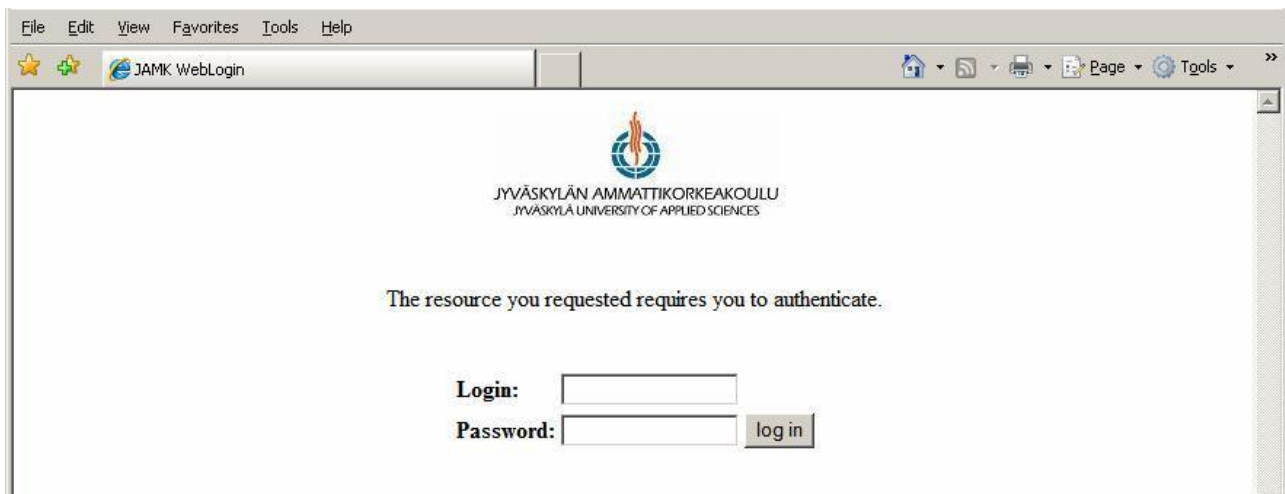 File Edit View Favorites Tools Help
JAMK WebLogin Page Tools »
JYVÄSKYLÄN AMMATTIKORKEAKOULU
JYVÄSKYLÄ UNIVERSITY OF APPLIED SCIENCES
The resource you requested requires you to authenticate.
Login:
Password: log in